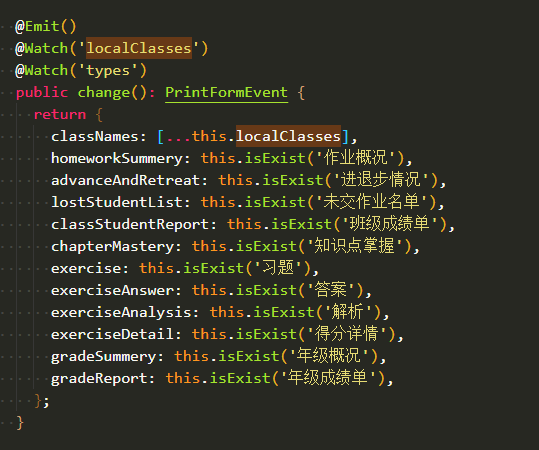 @Emit()
@Watch('localClasses')
@Watch('types')
public change(): PrintFormEvent {
return {
classNames: [...this.localClasses],
homeworkSummery: this.isExist('作业概况'),
advanceAndRetreat: this.isExist('进退步情况'),
lostStudentList: this.isExist('未交作业名单'),
classStudentReport: this.isExist('班级成绩单'),
chapterMastery: this.isExist('知识点掌握'),
exercise: this.isExist('习题'),
exerciseAnswer: this.isExist('答案'),
exerciseAnalysis: this.isExist('解析'),
exerciseDetail: this.isExist('得分详情'),
gradeSummery: this.isExist('年级概况'),
gradeReport: this.isExist('年级成绩单'),
};
}